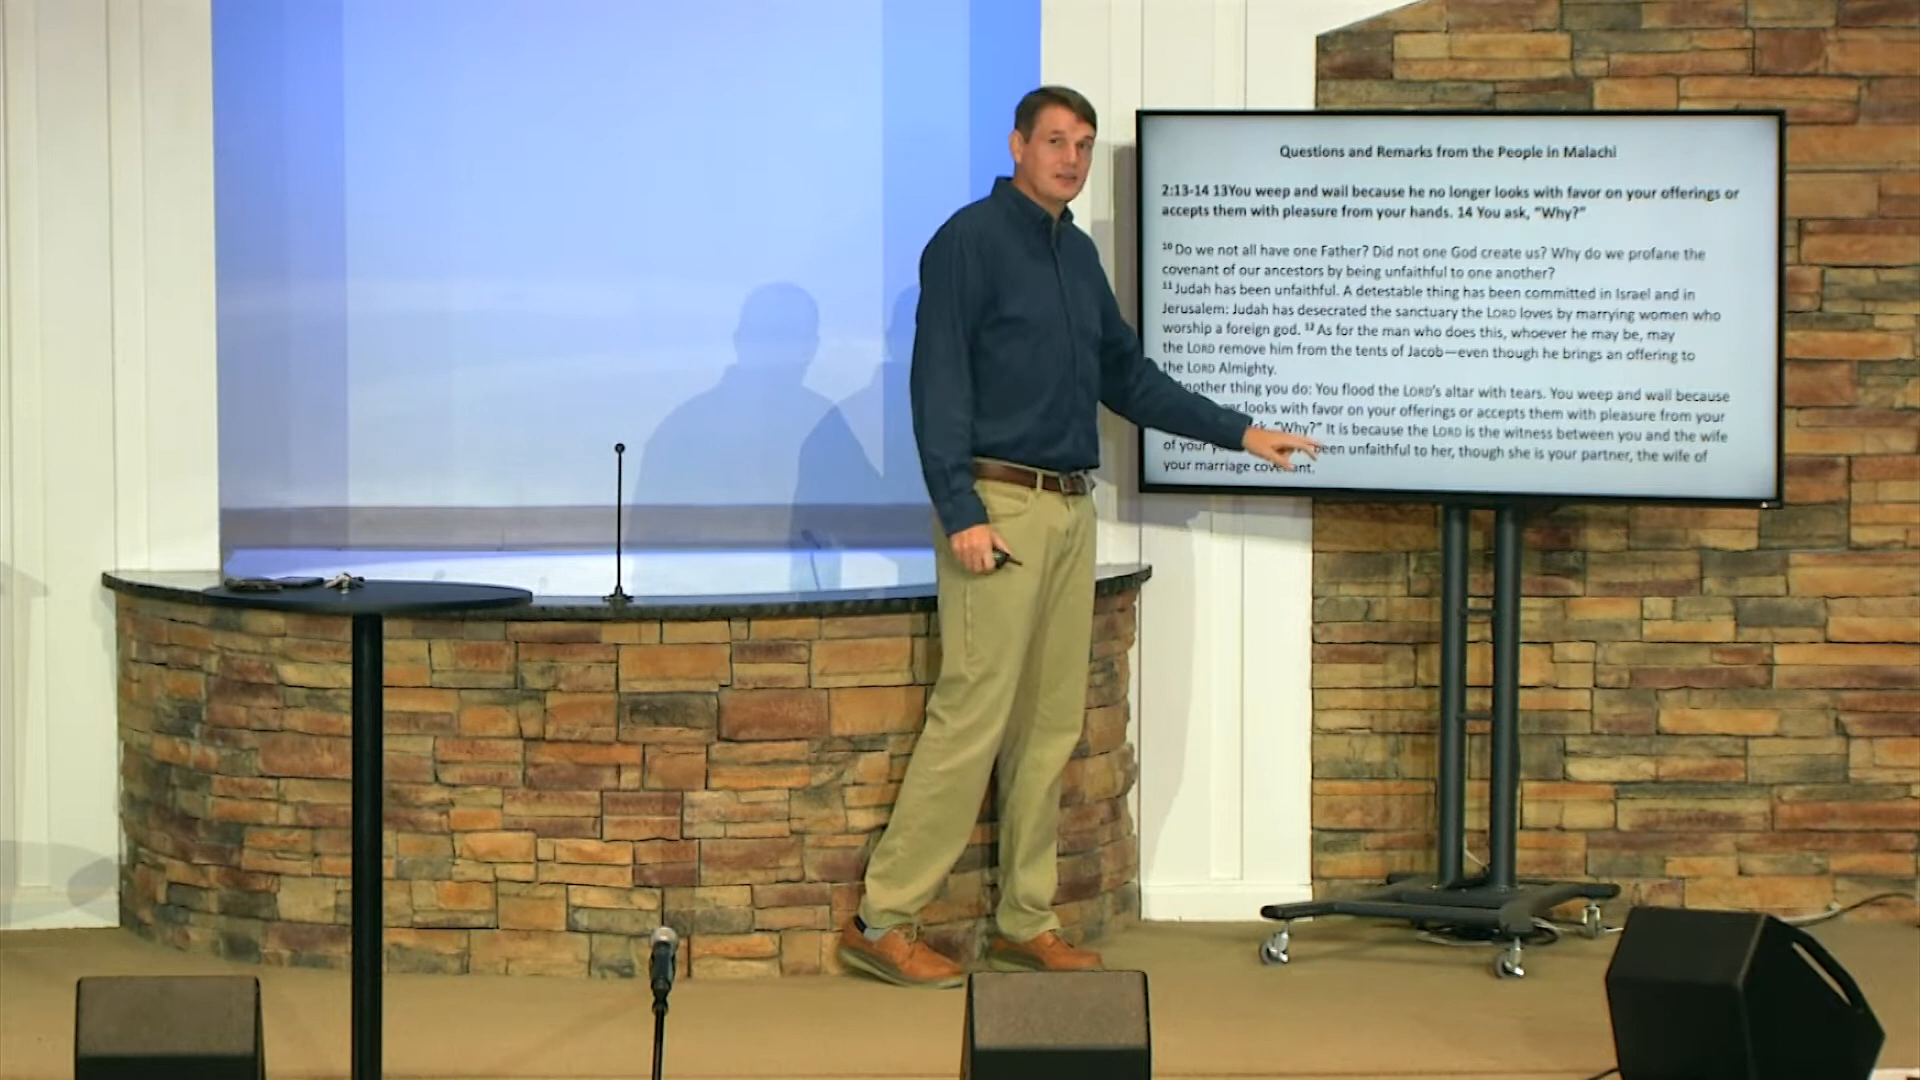 Questions and Remarks from the People in Malachi
2:13-14 13You weep and wail because he no longer looks with favor on your offerings or
accepts them with pleasure from your hands. 14 You ask, "Why?"
10 Do we not all have one Father? Did not one God create us? Why do we profane the
covenant of our ancestors by being unfaithful to one another?
11 Judah has been unfaithful. A detestable thing has been committed in Israel and in
Jerusalem: Judah has desecrated the sanctuary the LORD loves by marrying women who
worship a foreign god. 12 As for the man who does this, whoever he may be, may
the LORD remove him from the tents of Jacob—even though he brings an offering to
the LORD Almighty.
thing you do: You flood the LORD's altar with tears. You weep and wail because
looks with favor on your offerings or accepts them with pleasure from your
"Why?" It is because the LORD is the witness between you and the wife
of your been unfaithful to her, though she is your partner, the wife of
your marriage